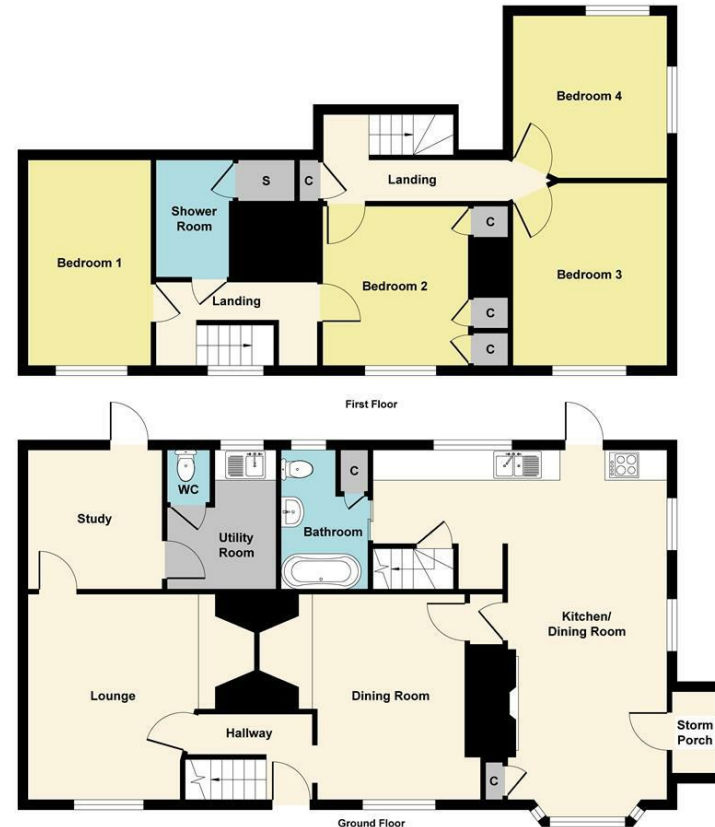 Bedroom 4
S
C
Landing
Shower
Room
C
Bedroom 1
Bedroom 2
Bedroom 3
Landing
C
C
First Floor
WC
C
Study
Utility
Room
Bathroom
Kitchen/
Dining Room
Lounge
Dining Room
Hallway
Storm
Porch
C
Ground Floor